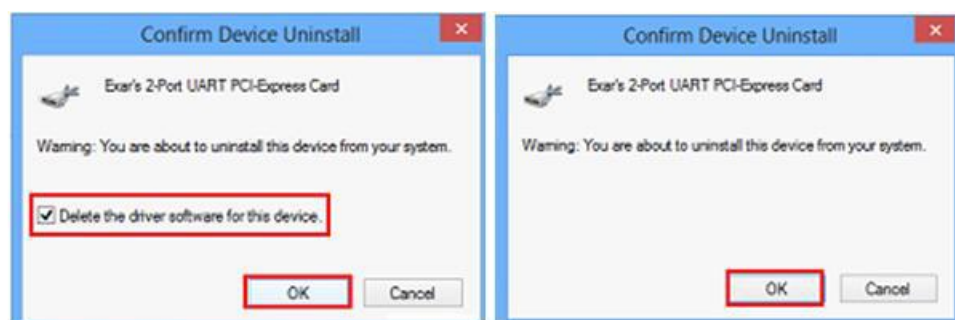 Confirm Device Uninstall
Exar's 2-Port UART PCI-Express Card
Warning: You are about to uninstall this device from your system.
Delete the driver software for this device.
OK
Cancel
Confirm Device Uninstall
Exar's 2-Port UART PCI-Express Card
Warning: You are about to uninstall this device from your system.
OK
Cancel